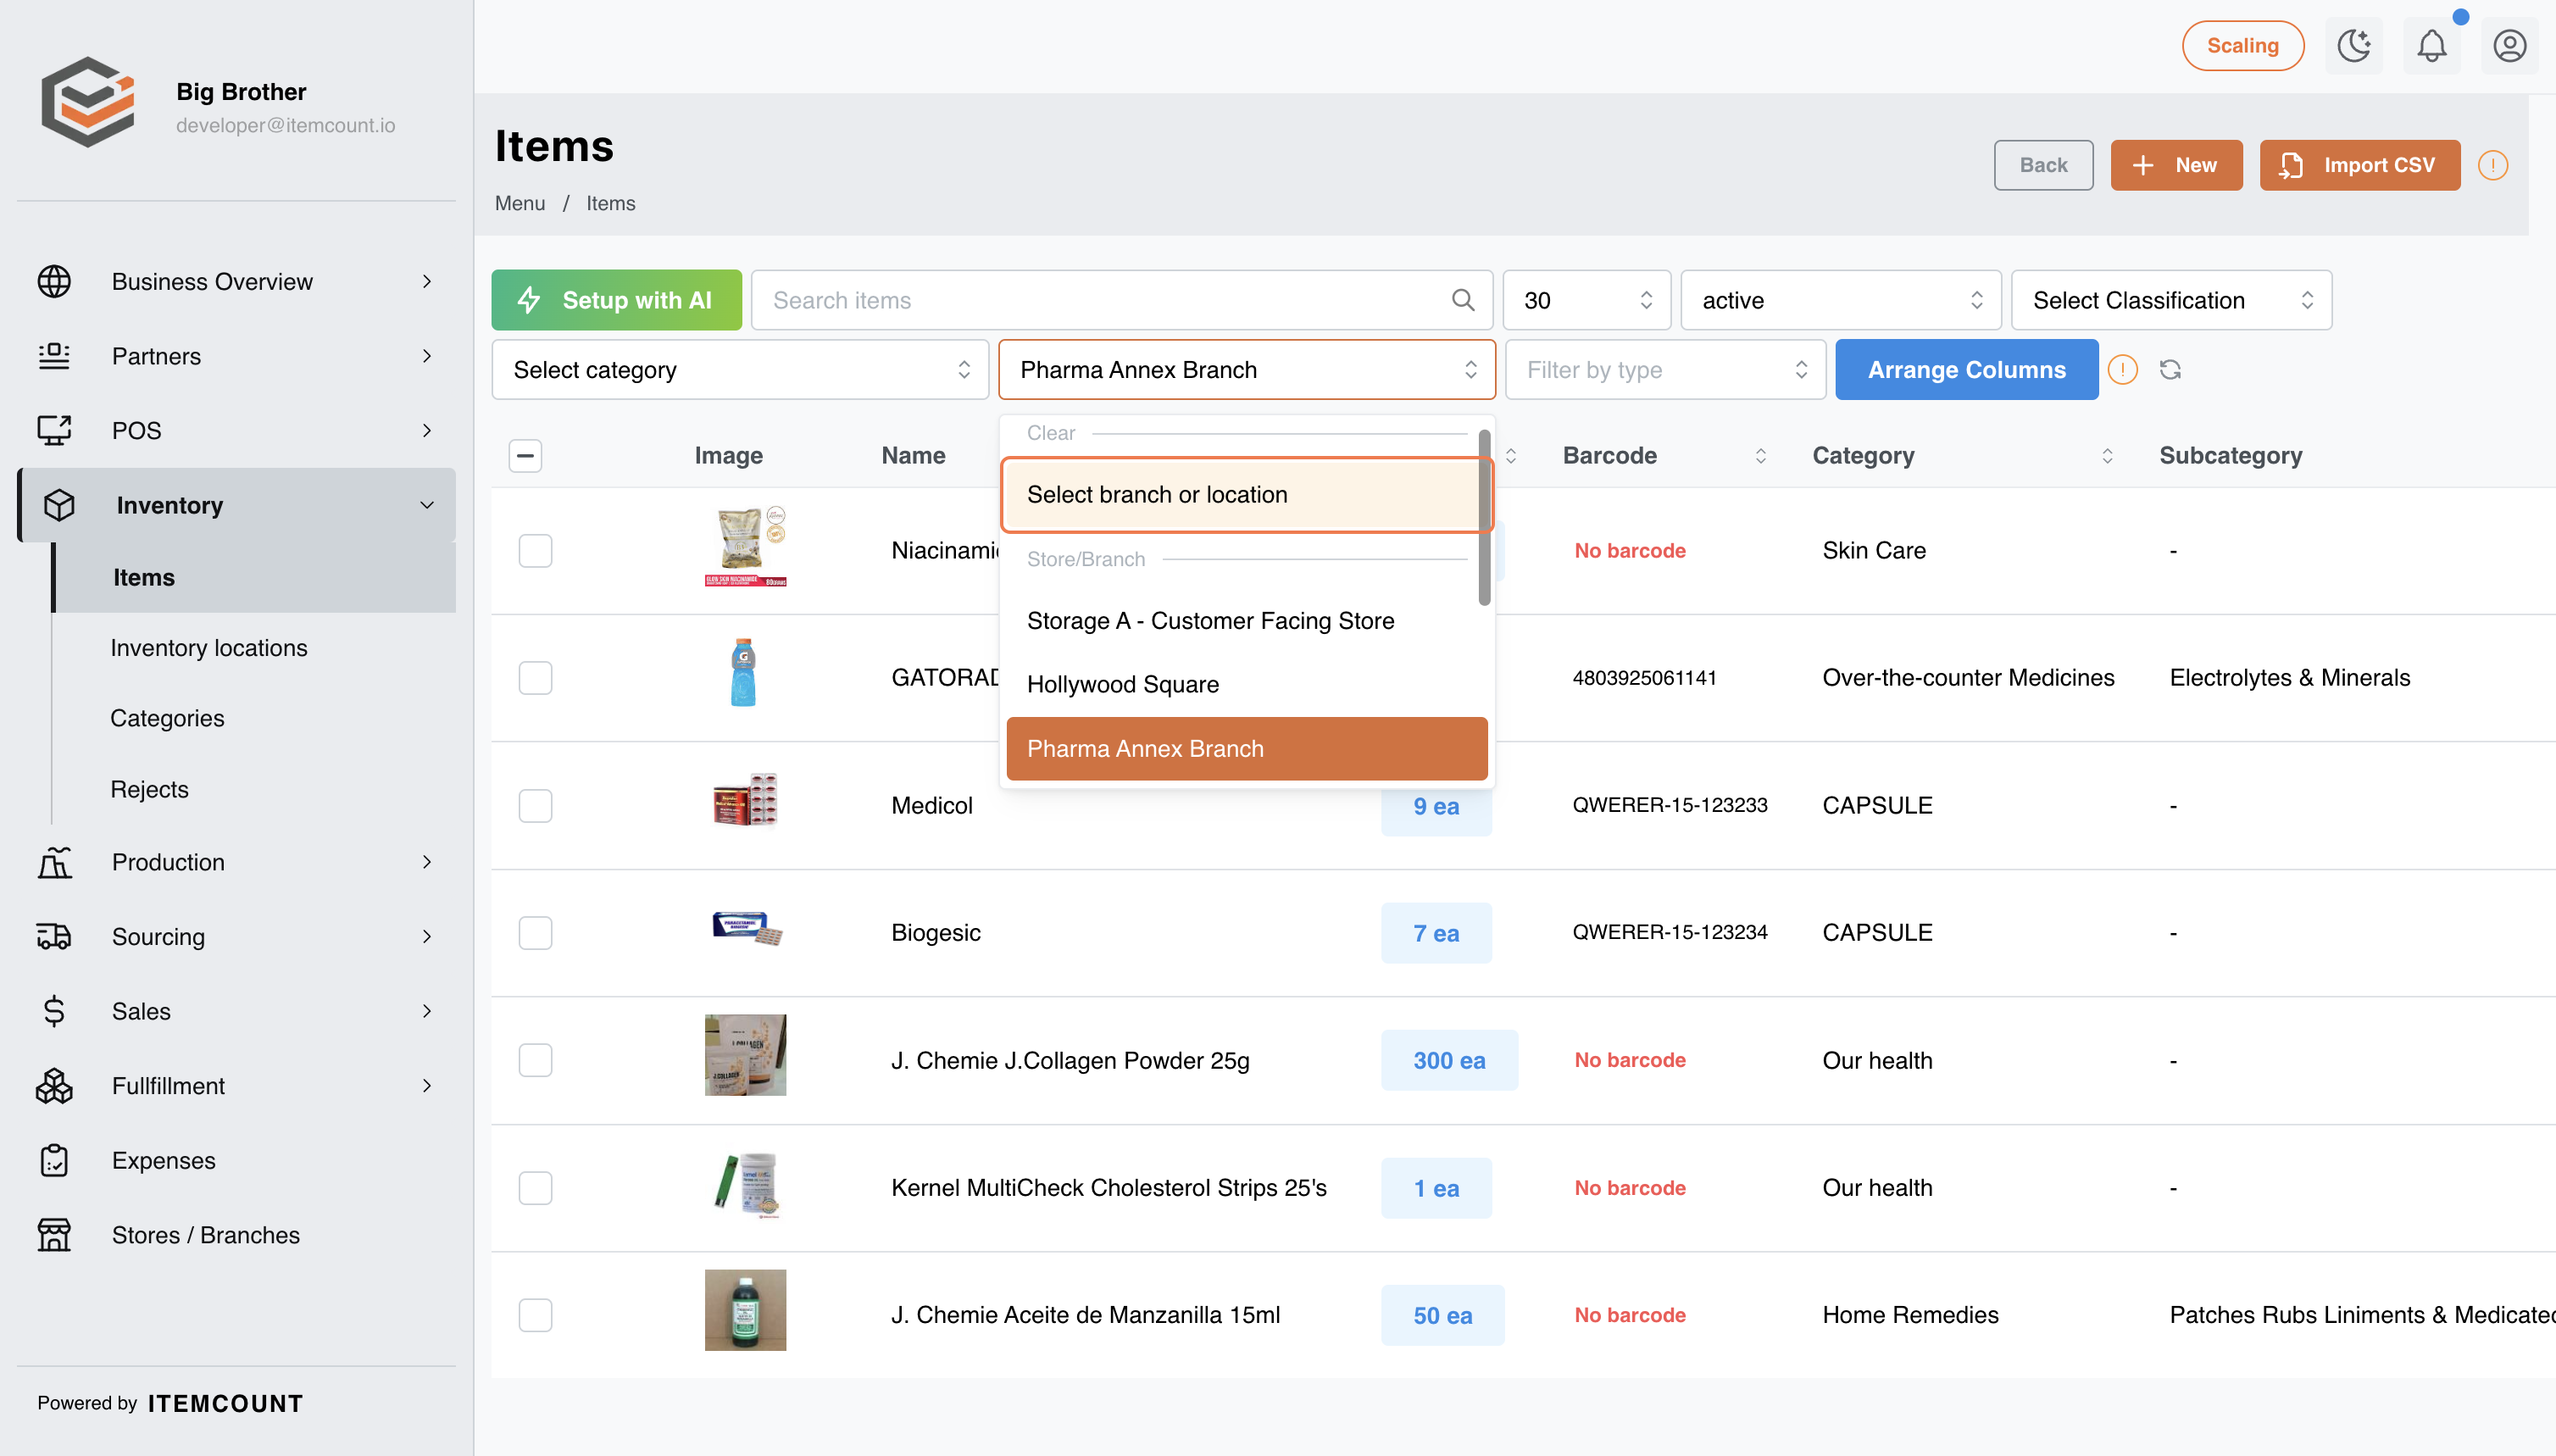 Big Brother
developer@itemcount.io
Business Overview
Partners
POS
Inventory
Items
Inventory locations
Categories
Rejects
Production
Sourcing
Sales
Fullfillment
Expenses
Stores / Branches
Powered by ITEMCOUNT
Scaling
Items
Menu / Items
Back
New
Import CSV
Setup with AI
Search items
30
active
Select Classification
Select category
Pharma Annex Branch
Filter by type
Arrange Columns
Clear
Select branch or location
Store/Branch
Storage A - Customer Facing Store
Hollywood Square
Pharma Annex Branch
Image Name Barcode Category Subcategory
Niacinami No barcode Skin Care -
GATORAD 4803925061141 Over-the-counter Medicines Electrolytes & Minerals
Medicol 9 ea QWERER-15-123233 CAPSULE -
Biogesic 7 ea QWERER-15-123234 CAPSULE -
J. Chemie J.Collagen Powder 25g 300 ea No barcode Our health -
Kernel MultiCheck Cholesterol Strips 25's 1 ea No barcode Our health -
J. Chemie Aceite de Manzanilla 15ml 50 ea No barcode Home Remedies Patches Rubs Liniments & Medicated